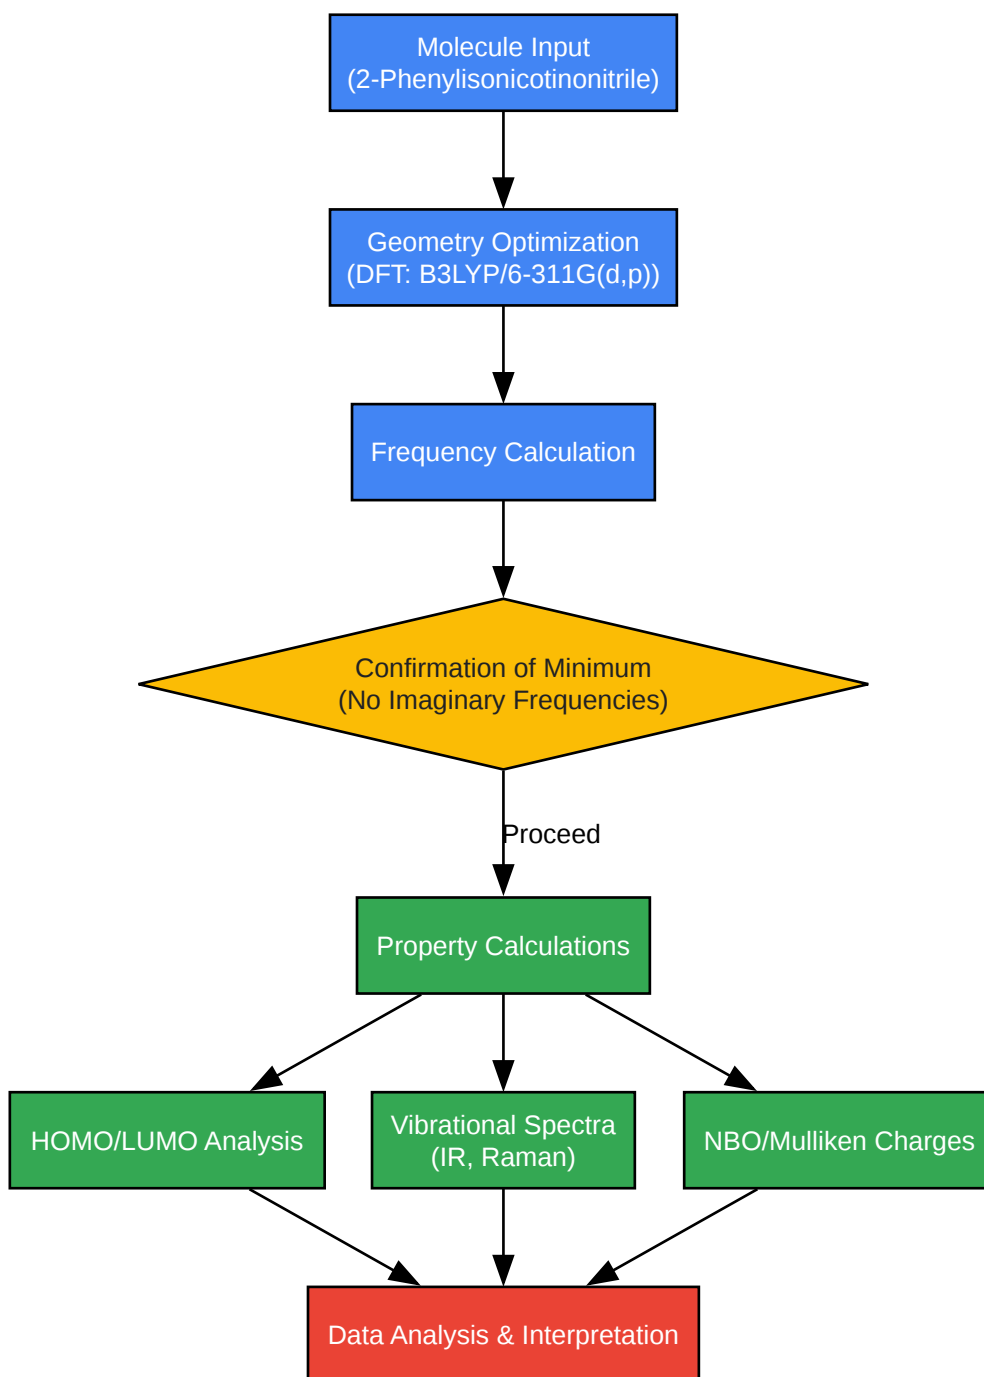 Molecule Input
(2-Phenylisonicotinonitrile)
Geometry Optimization
(DFT: B3LYP/6-311G(d,p))
Frequency Calculation
Confirmation of Minimum
(No Imaginary Frequencies)
Proceed
Property Calculations
HOMO/LUMO Analysis
Vibrational Spectra
(IR, Raman)
NBO/Mulliken Charges
Data Analysis & Interpretation